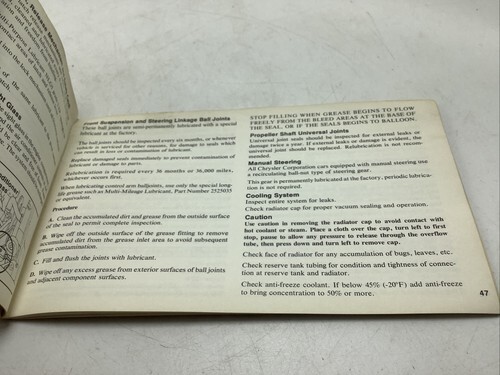 Front Suspension and Steering Linkage Ball Joints
These ball joints are semi-permanently lubricated with a special
lubricant at the factory.
The ball joints should be inspected every six months, or whenever
vehicle is serviced for other reasons, for damage to seals which
can result in loss or contamination of lubricant.
Replace damaged seals immediately to prevent contamination of
lubricant or damage to parts.
Relubrication is required every 36 months or 36,000 miles,
whichever occurs first.
When lubricating control arm balljoints, use only the special long-
life grease such as Multi-Mileage Lubricant, Part Number 2525035
or equivalent.
Procedure
A. Clean the accumulated dirt and grease from the outside surface
of the seal to permit complete inspection.
B. Wipe off the outside surface of the grease fitting to remove
accumulated dirt from the grease inlet area to avoid subsequent
grease contamination.
C. Fill and flush the joints with lubricant.
D. Wipe off any excess grease from exterior surfaces of ball joints
and adjacent component surfaces.
STOP FILLING WHEN GREASE BEGINS TO FLOW
FREELY FROM THE BLEED AREAS AT THE BASE OF
THE SEAL, OR IF THE SEALS BEGINS TO BALLOON.
Propeller Shaft Universal Joints
Universal joint seals should be inspected for external leaks or
damage twice a year. If external leaks or damage is evident, the
universal joint should be replaced. Relubrication is not recom-
mended.
Manual Steering
All Chrysler Corporation cars equipped with manual steering use
a recirculating ball-nut type of steering gear.
This gear is permanently lubricated at the factory, periodic lubrica-
tion is not required.
Cooling System
Inspect entire system for leaks.
Check radiator cap for proper vacuum sealing and operation.
Caution
Use caution in removing the radiator cap to avoid contact with
hot coolant or steam. Place a cloth over the cap, turn left to first
stop, pause to allow any pressure to release through the overflow
tube, then press down and turn left to remove cap.
Check face of radiator for any accumulation of bugs, leaves, etc.
Check reserve tank tubing for condition and tightness of connec-
tion at reserve tank and radiator.
Check anti-freeze coolant. If below 45% (-20°F) add anti-freeze
to bring concentration to 50% or more.
47